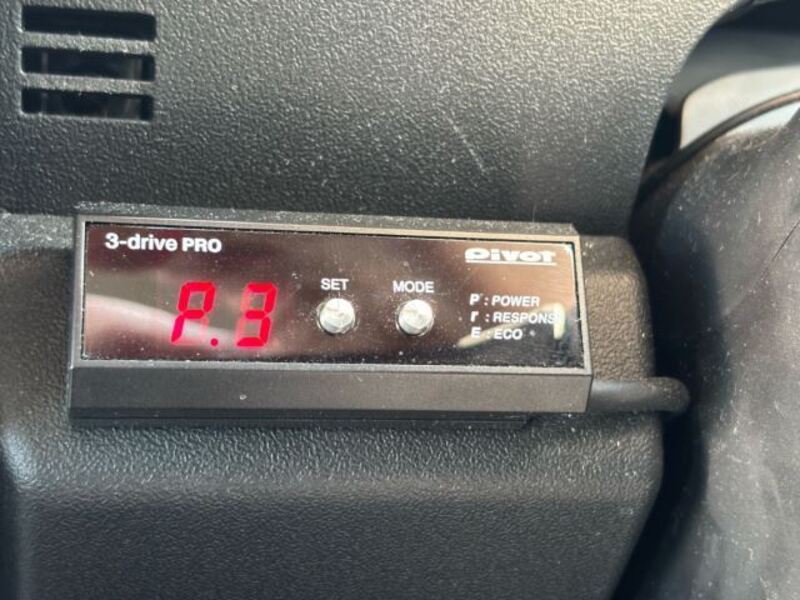 3-drive PRO
Pivot
P.3
SET
MODE
P : POWER
r : RESPONS
E : ECO